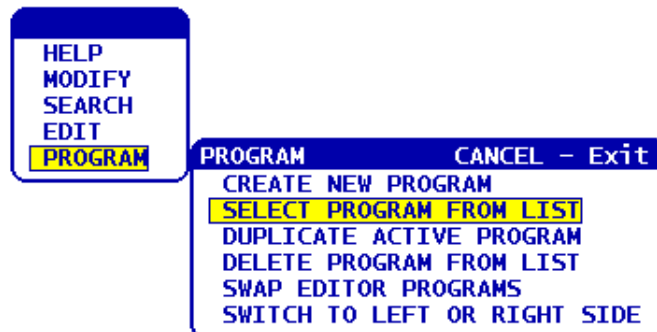 HELP
MODIFY
SEARCH
EDIT
PROGRAM
PROGRAM CANCEL - Exit
CREATE NEW PROGRAM
SELECT PROGRAM FROM LIST
DUPLICATE ACTIVE PROGRAM
DELETE PROGRAM FROM LIST
SWAP EDITOR PROGRAMS
SWITCH TO LEFT OR RIGHT SIDE